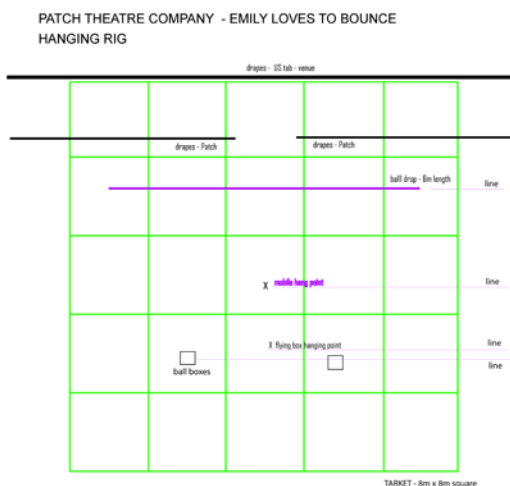 PATCH THEATRE COMPANY - EMILY LOVES TO BOUNCE
HANGING RIG
drapes - US tab - venue
drapes - Patch
drapes - Patch
balll drop - 6m length
line
X mobile hang point
line
X flying box hanging point
line
line
ball boxes
TARKET - 8m x 8m square